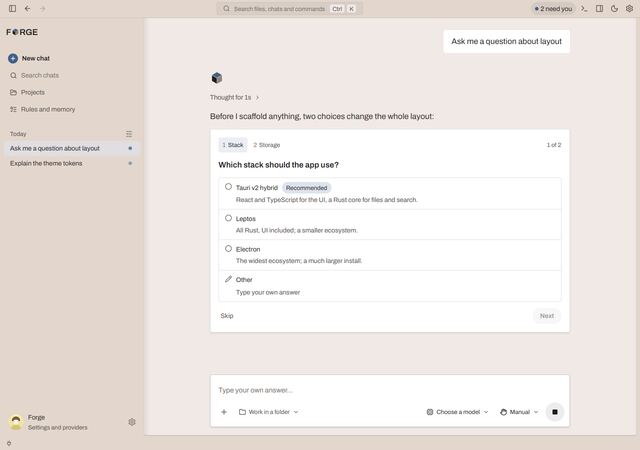 Search files, chats and commands Ctrl K
2 need you
FORGE
New chat
Search chats
Projects
Rules and memory
Today
Ask me a question about layout
Explain the theme tokens
Forge
Settings and providers
Ask me a question about layout
Thought for 1s
Before I scaffold anything, two choices change the whole layout:
1 Stack 2 Storage 1 of 2
Which stack should the app use?
Tauri v2 hybrid Recommended
React and TypeScript for the UI, a Rust core for files and search.
Leptos
All Rust, UI included; a smaller ecosystem.
Electron
The widest ecosystem; a much larger install.
Other
Type your own answer
Skip Next
Type your own answer...
Work in a folder Choose a model Manual